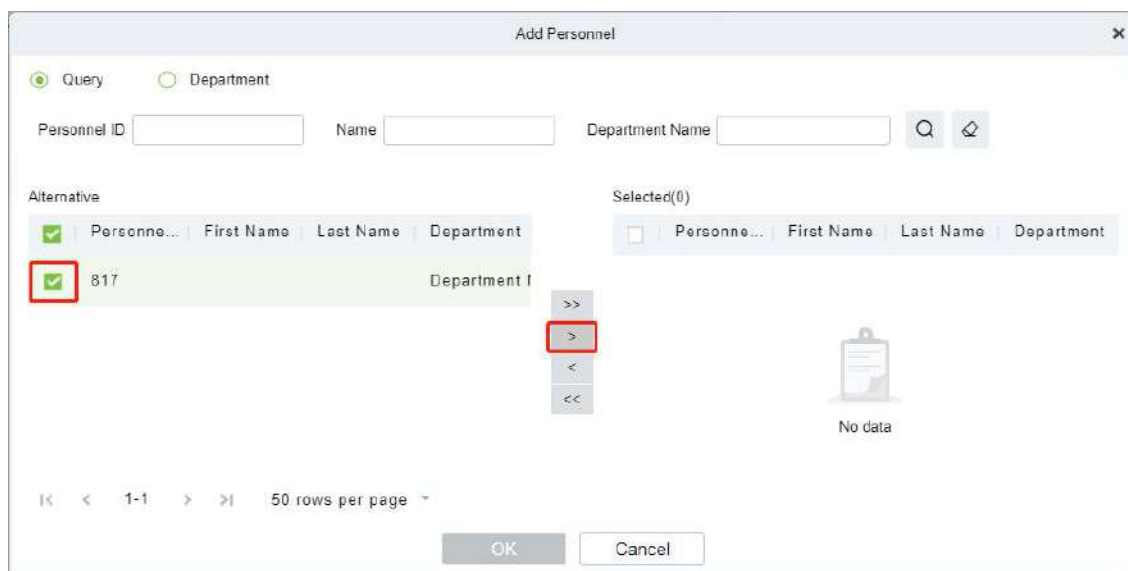 Add Personnel
Query Department
Personnel ID Name Department Name
Alternative Selected(0)
Personne... First Name Last Name Department Personne... First Name Last Name Department
817 Department
>>
>
<
<<
No data
1-1 50 rows per page
OK Cancel